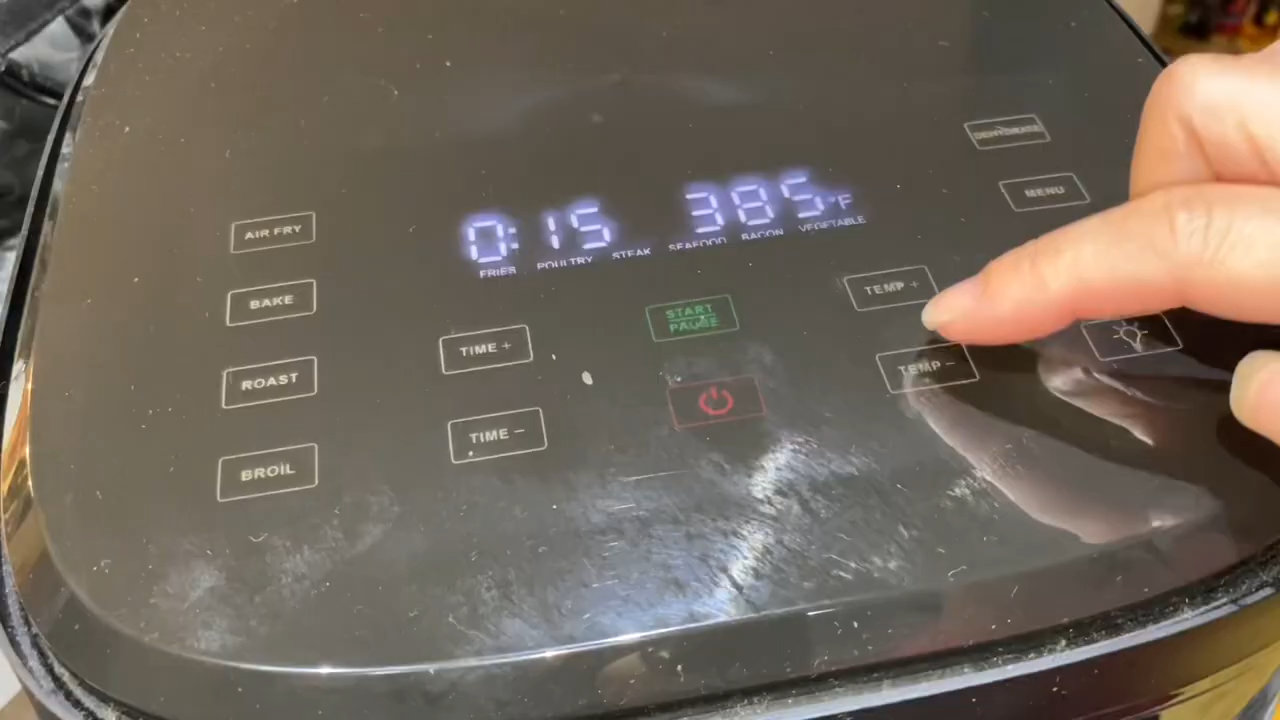 DEHYDRATE
MENU
0:15 385°F
FRIES POULTRY STEAK SEAFOOD BACON VEGETABLE
AIR FRY
BAKE
ROAST
BROIL
TIME +
TIME −
START
PAUSE
TEMP +
TEMP −